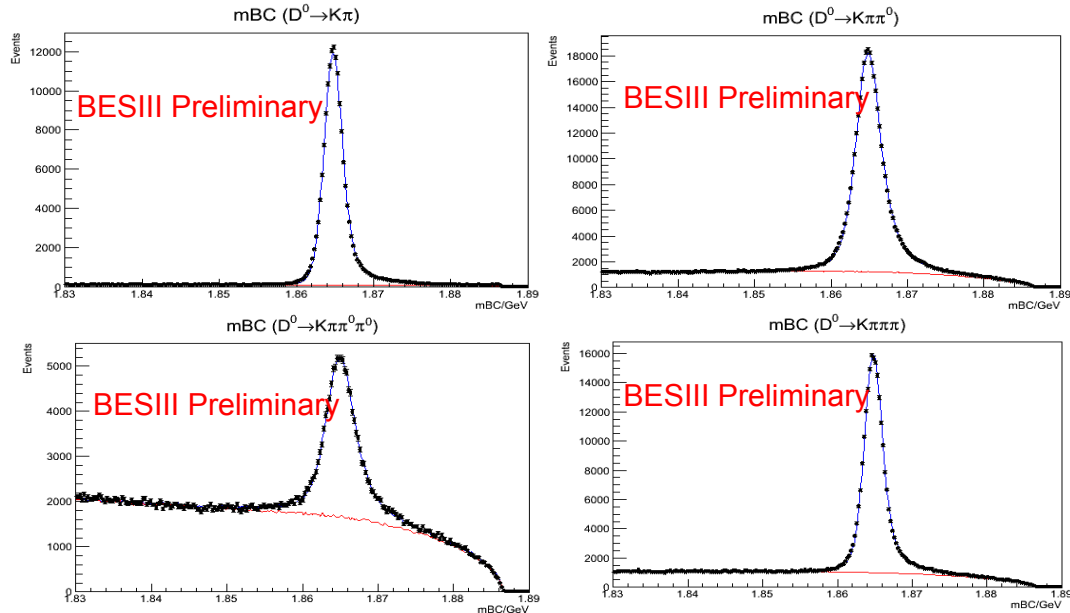 mBC (D⁰→Kπ)
Events
12000
10000
8000
6000
4000
2000
0
BESIII Preliminary
1.83 1.84 1.85 1.86 1.87 1.88 1.89
mBC/GeV
mBC (D⁰→Kππ⁰)
Events
18000
16000
14000
12000
10000
8000
6000
4000
2000
0
BESIII Preliminary
1.83 1.84 1.85 1.86 1.87 1.88 1.89
mBC/GeV
mBC (D⁰→Kππ⁰π⁰)
Events
5000
4000
3000
2000
1000
0
BESIII Preliminary
1.83 1.84 1.85 1.86 1.87 1.88 1.89
mBC/GeV
mBC (D⁰→Kπππ)
Events
16000
14000
12000
10000
8000
6000
4000
2000
0
BESIII Preliminary
1.83 1.84 1.85 1.86 1.87 1.88 1.89
mBC/GeV